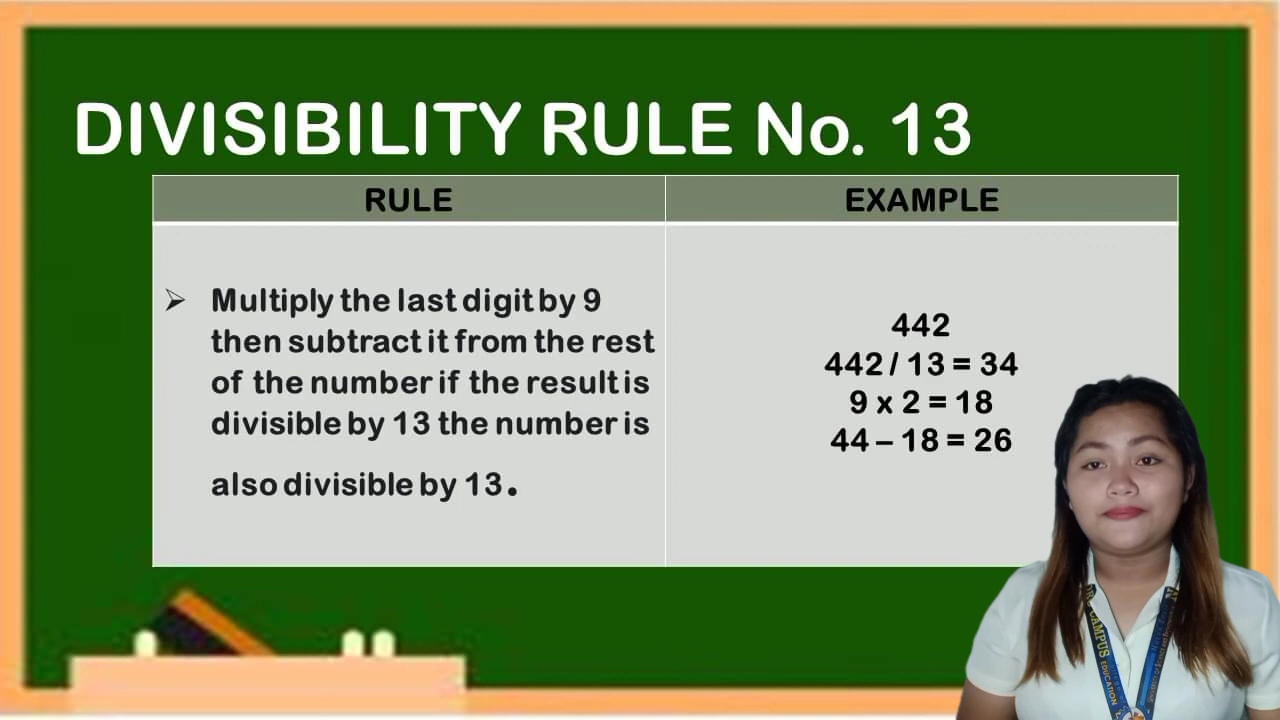 DIVISIBILITY RULE No. 13
RULE
EXAMPLE
➢ Multiply the last digit by 9
then subtract it from the rest
of the number if the result is
divisible by 13 the number is
also divisible by 13.
442
442 / 13 = 34
9 x 2 = 18
44 – 18 = 26
CAMPUS
EDUCATION